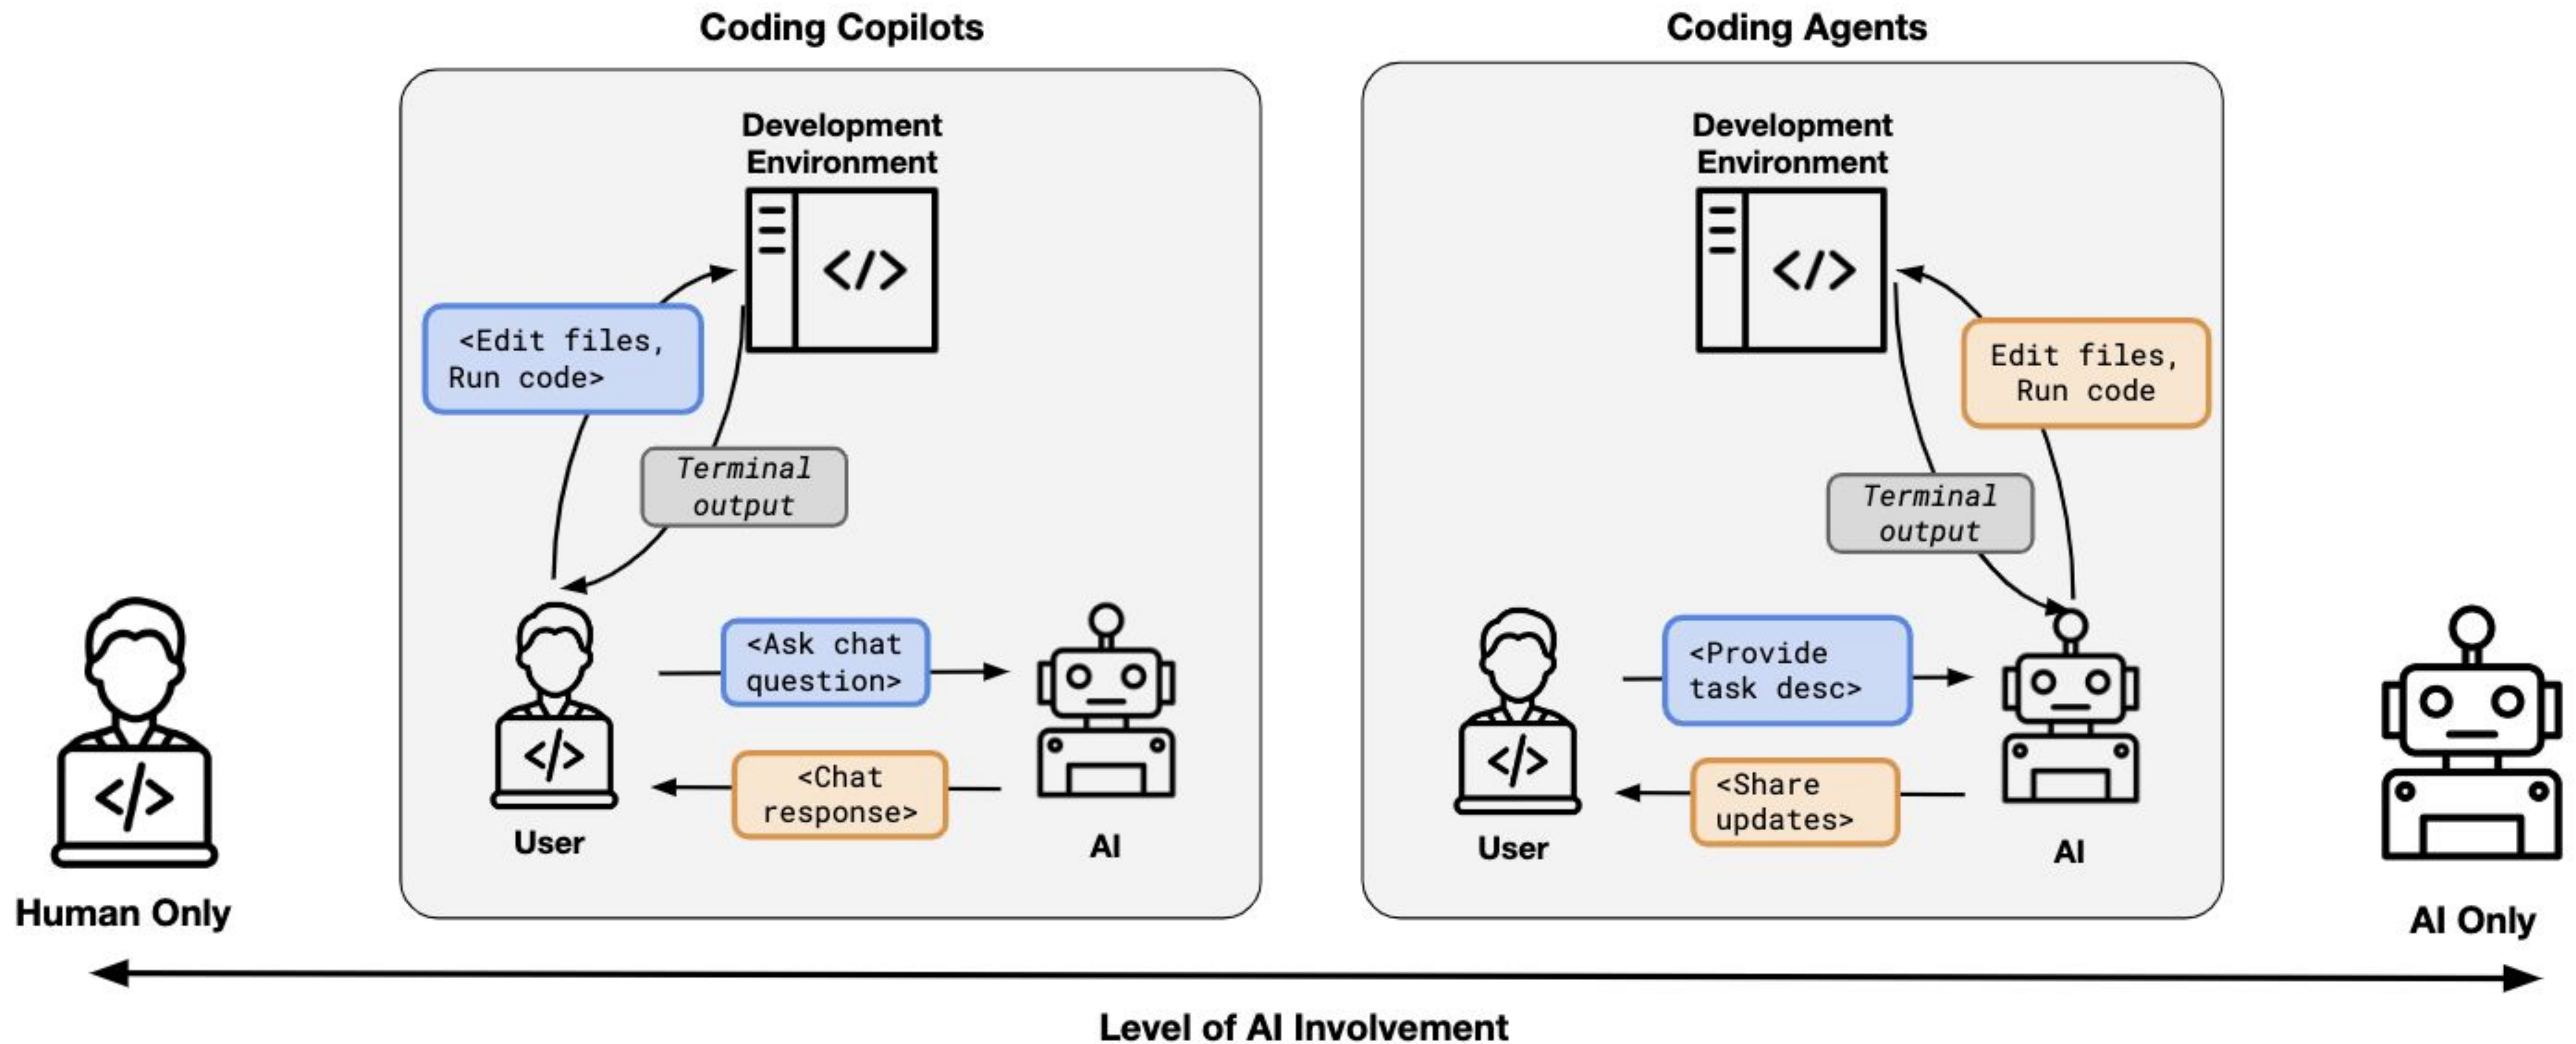 Coding Copilots
Development
Environment
</>
<Edit files,
Run code>
Terminal
output
<Ask chat
question>
<Chat
response>
</>
User
AI
Coding Agents
Development
Environment
</>
Edit files,
Run code
Terminal
output
<Provide
task desc>
<Share
updates>
</>
User
AI
</>
Human Only
AI Only
Level of AI Involvement